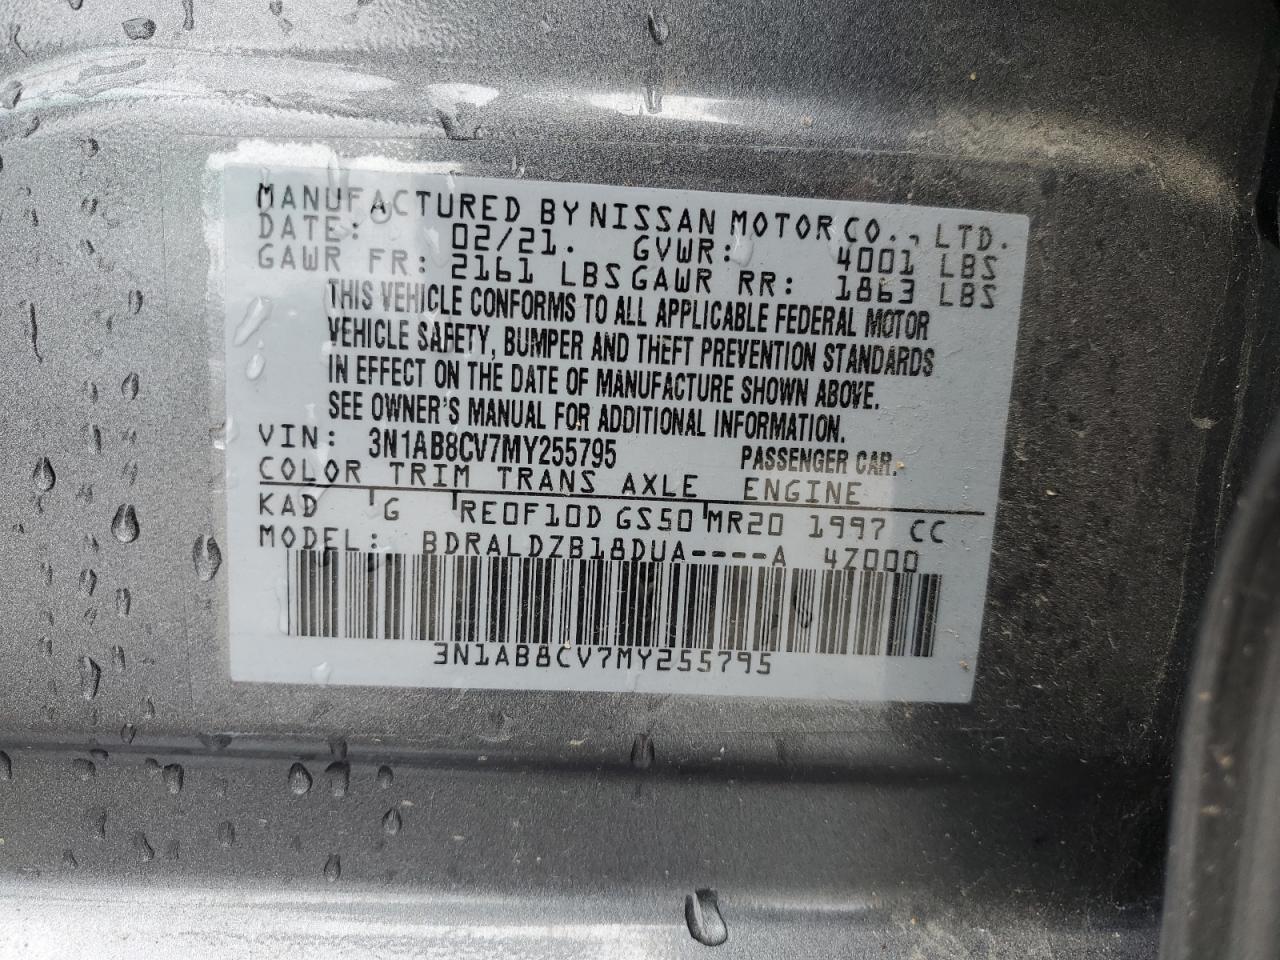 MANUFACTURED BY NISSAN MOTOR CO., LTD.
DATE: 02/21. GVWR: 4001 LBS
GAWR FR: 2161 LBS GAWR RR: 1863 LBS
THIS VEHICLE CONFORMS TO ALL APPLICABLE FEDERAL MOTOR
VEHICLE SAFETY, BUMPER AND THEFT PREVENTION STANDARDS
IN EFFECT ON THE DATE OF MANUFACTURE SHOWN ABOVE.
SEE OWNER'S MANUAL FOR ADDITIONAL INFORMATION.
VIN: 3N1AB8CV7MY255795 PASSENGER CAR.
COLOR TRIM TRANS AXLE ENGINE
KAD G RE0F10D GS50 MR20 1997 CC
MODEL: BDRALDZB18DUA----A 4Z000
3N1AB8CV7MY255795